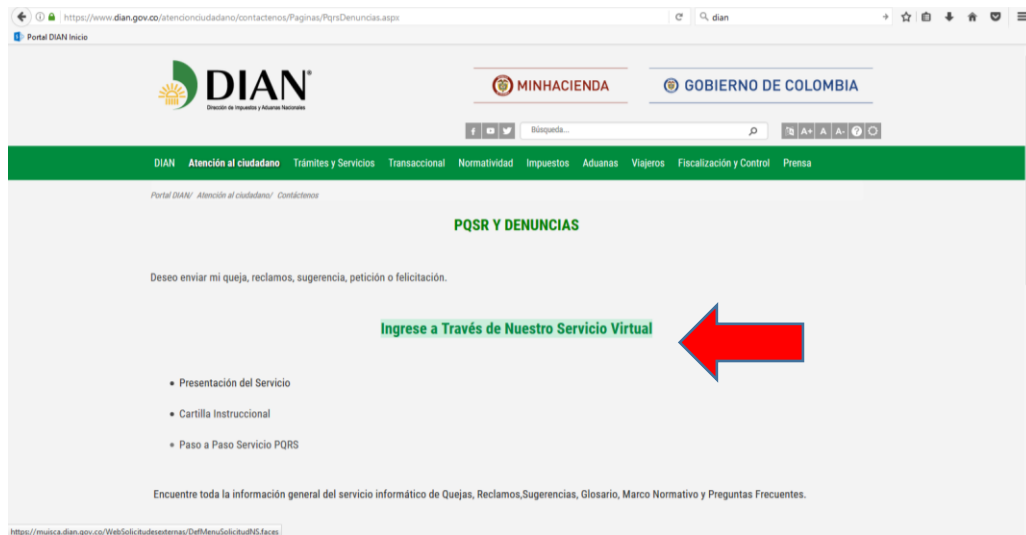 https://www.dian.gov.co/atencionciudadano/contactenos/Paginas/PqrsDenuncias.aspx
dian
Portal DIAN Inicio
DIAN
Dirección de Impuestos y Aduanas Nacionales
MINHACIENDA
GOBIERNO DE COLOMBIA
Búsqueda...
A+ A A-
DIAN Atención al ciudadano Trámites y Servicios Transaccional Normatividad Impuestos Aduanas Viajeros Fiscalización y Control Prensa
Portal DIAN/ Atención al ciudadano/ Contáctenos
PQSR Y DENUNCIAS
Deseo enviar mi queja, reclamos, sugerencia, petición o felicitación.
Ingrese a Través de Nuestro Servicio Virtual
• Presentación del Servicio
• Cartilla Instruccional
• Paso a Paso Servicio PQRS
Encuentre toda la información general del servicio informático de Quejas, Reclamos,Sugerencias, Glosario, Marco Normativo y Preguntas Frecuentes.
https://muisca.dian.gov.co/WebSolicitudesexternas/DefMenuSolicitudNS.faces